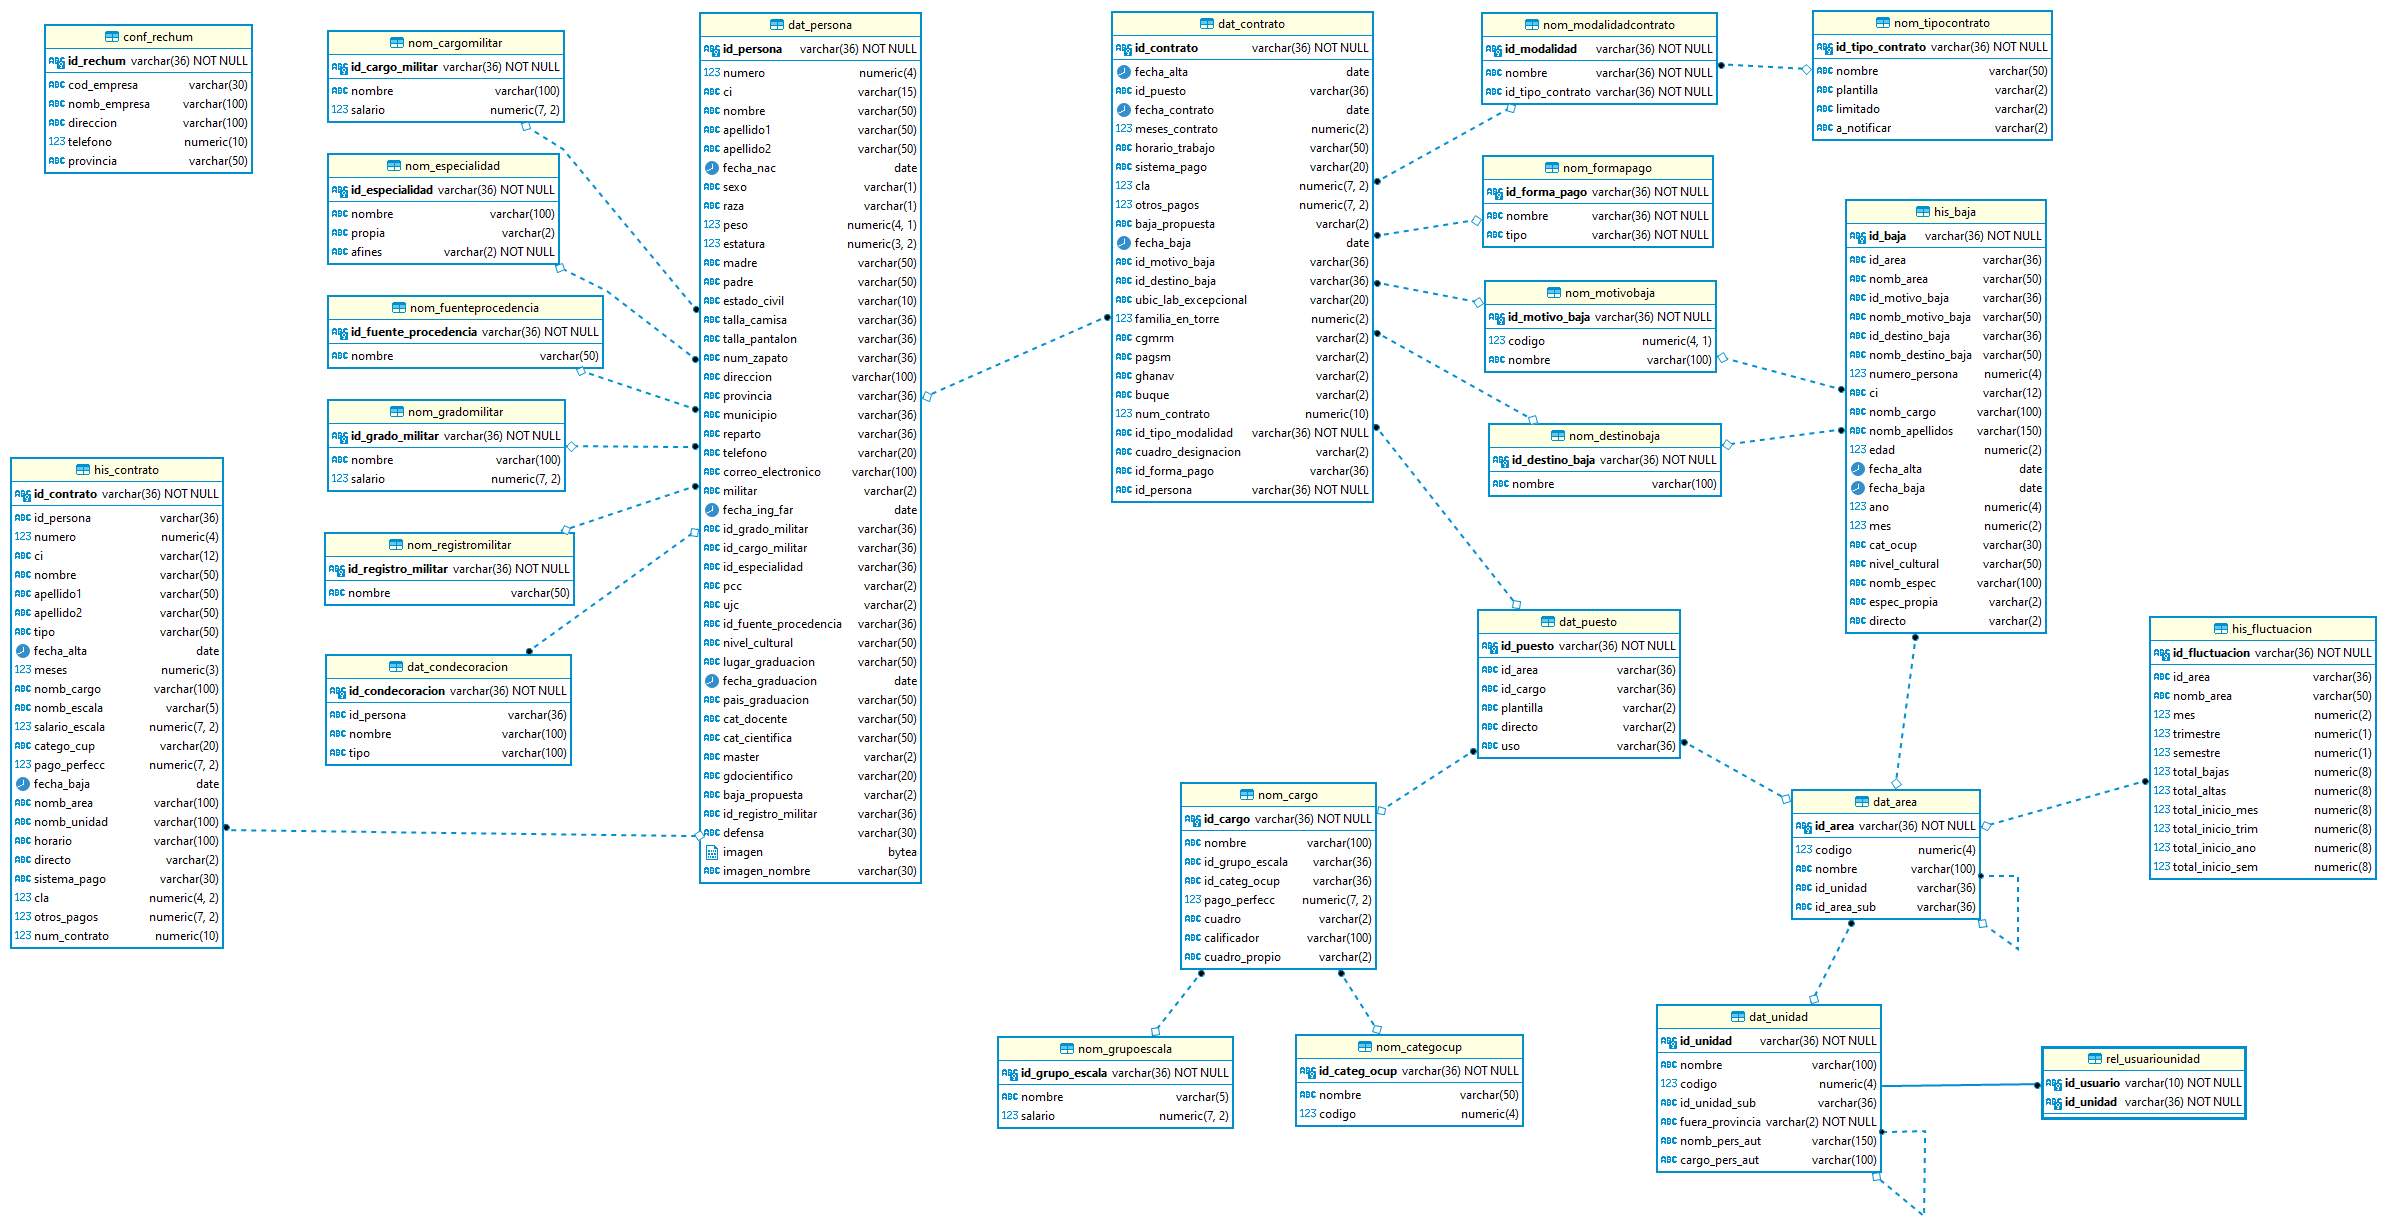 conf_rechum
id_rechum varchar(36) NOT NULL
cod_empresa varchar(30)
nomb_empresa varchar(100)
direccion varchar(100)
telefono numeric(10)
provincia varchar(50)
nom_cargomilitar
id_cargo_militar varchar(36) NOT NULL
nombre varchar(100)
salario numeric(7, 2)
nom_especialidad
id_especialidad varchar(36) NOT NULL
nombre varchar(100)
propia varchar(2)
afines varchar(2) NOT NULL
nom_fuenteprocedencia
id_fuente_procedencia varchar(36) NOT NULL
nombre varchar(50)
nom_gradomilitar
id_grado_militar varchar(36) NOT NULL
nombre varchar(100)
salario numeric(7, 2)
nom_registromilitar
id_registro_militar varchar(36) NOT NULL
nombre varchar(50)
dat_condecoracion
id_condecoracion varchar(36) NOT NULL
id_persona varchar(36)
nombre varchar(100)
tipo varchar(100)
his_contrato
id_contrato varchar(36) NOT NULL
id_persona varchar(36)
numero numeric(4)
ci varchar(12)
nombre varchar(50)
apellido1 varchar(50)
apellido2 varchar(50)
tipo varchar(50)
fecha_alta date
meses numeric(3)
nomb_cargo varchar(100)
nomb_escala varchar(5)
salario_escala numeric(7, 2)
catego_cup varchar(20)
pago_perfecc numeric(7, 2)
fecha_baja date
nomb_area varchar(100)
nomb_unidad varchar(100)
horario varchar(100)
directo varchar(2)
sistema_pago varchar(30)
cla numeric(4, 2)
otros_pagos numeric(7, 2)
num_contrato numeric(10)
dat_persona
id_persona varchar(36) NOT NULL
numero numeric(4)
ci varchar(15)
nombre varchar(50)
apellido1 varchar(50)
apellido2 varchar(50)
fecha_nac date
sexo varchar(1)
raza varchar(1)
peso numeric(4, 1)
estatura numeric(3, 2)
madre varchar(50)
padre varchar(50)
estado_civil varchar(10)
talla_camisa varchar(36)
talla_pantalon varchar(36)
num_zapato varchar(36)
direccion varchar(100)
provincia varchar(36)
municipio varchar(36)
reparto varchar(36)
telefono varchar(20)
correo_electronico varchar(100)
militar varchar(2)
fecha_ing_far date
id_grado_militar varchar(36)
id_cargo_militar varchar(36)
id_especialidad varchar(36)
pcc varchar(2)
ujc varchar(2)
id_fuente_procedencia varchar(36)
nivel_cultural varchar(50)
lugar_graduacion varchar(50)
fecha_graduacion date
pais_graduacion varchar(50)
cat_docente varchar(50)
cat_cientifica varchar(50)
master varchar(2)
gdocientifico varchar(20)
baja_propuesta varchar(2)
id_registro_militar varchar(36)
defensa varchar(30)
imagen bytea
imagen_nombre varchar(30)
dat_contrato
id_contrato varchar(36) NOT NULL
fecha_alta date
id_puesto varchar(36)
fecha_contrato date
meses_contrato numeric(2)
horario_trabajo varchar(50)
sistema_pago varchar(20)
cla numeric(7, 2)
otros_pagos numeric(7, 2)
baja_propuesta varchar(2)
fecha_baja date
id_motivo_baja varchar(36)
id_destino_baja varchar(36)
ubic_lab_excepcional varchar(20)
familia_en_torre numeric(2)
cgmrm varchar(2)
pagsm varchar(2)
ghanav varchar(2)
buque varchar(2)
num_contrato numeric(10)
id_tipo_modalidad varchar(36) NOT NULL
cuadro_designacion varchar(2)
id_forma_pago varchar(36)
id_persona varchar(36) NOT NULL
nom_modalidadcontrato
id_modalidad varchar(36) NOT NULL
nombre varchar(36) NOT NULL
id_tipo_contrato varchar(36) NOT NULL
nom_tipocontrato
id_tipo_contrato varchar(36) NOT NULL
nombre varchar(50)
plantilla varchar(2)
limitado varchar(2)
a_notificar varchar(2)
nom_formapago
id_forma_pago varchar(36) NOT NULL
nombre varchar(36) NOT NULL
tipo varchar(36) NOT NULL
nom_motivobaja
id_motivo_baja varchar(36) NOT NULL
codigo numeric(4, 1)
nombre varchar(100)
nom_destinobaja
id_destino_baja varchar(36) NOT NULL
nombre varchar(100)
his_baja
id_baja varchar(36) NOT NULL
id_area varchar(36)
nomb_area varchar(50)
id_motivo_baja varchar(36)
nomb_motivo_baja varchar(50)
id_destino_baja varchar(36)
nomb_destino_baja varchar(50)
numero_persona numeric(4)
ci varchar(12)
nomb_cargo varchar(100)
nomb_apellidos varchar(150)
edad numeric(2)
fecha_alta date
fecha_baja date
ano numeric(4)
mes numeric(2)
cat_ocup varchar(30)
nivel_cultural varchar(50)
nomb_espec varchar(100)
espec_propia varchar(2)
directo varchar(2)
dat_puesto
id_puesto varchar(36) NOT NULL
id_area varchar(36)
id_cargo varchar(36)
plantilla varchar(2)
directo varchar(2)
uso varchar(36)
his_fluctuacion
id_fluctuacion varchar(36) NOT NULL
id_area varchar(36)
nomb_area varchar(50)
mes numeric(2)
trimestre numeric(1)
semestre numeric(1)
total_bajas numeric(8)
total_altas numeric(8)
total_inicio_mes numeric(8)
total_inicio_trim numeric(8)
total_inicio_ano numeric(8)
total_inicio_sem numeric(8)
nom_cargo
id_cargo varchar(36) NOT NULL
nombre varchar(100)
id_grupo_escala varchar(36)
id_categ_ocup varchar(36)
pago_perfecc numeric(7, 2)
cuadro varchar(2)
calificador varchar(100)
cuadro_propio varchar(2)
dat_area
id_area varchar(36) NOT NULL
codigo numeric(4)
nombre varchar(100)
id_unidad varchar(36)
id_area_sub varchar(36)
nom_grupoescala
id_grupo_escala varchar(36) NOT NULL
nombre varchar(5)
salario numeric(7, 2)
nom_categocup
id_categ_ocup varchar(36) NOT NULL
nombre varchar(50)
codigo numeric(4)
dat_unidad
id_unidad varchar(36) NOT NULL
nombre varchar(100)
codigo numeric(4)
id_unidad_sub varchar(36)
fuera_provincia varchar(2) NOT NULL
nomb_pers_aut varchar(150)
cargo_pers_aut varchar(100)
rel_usuariounidad
id_usuario varchar(10) NOT NULL
id_unidad varchar(36) NOT NULL